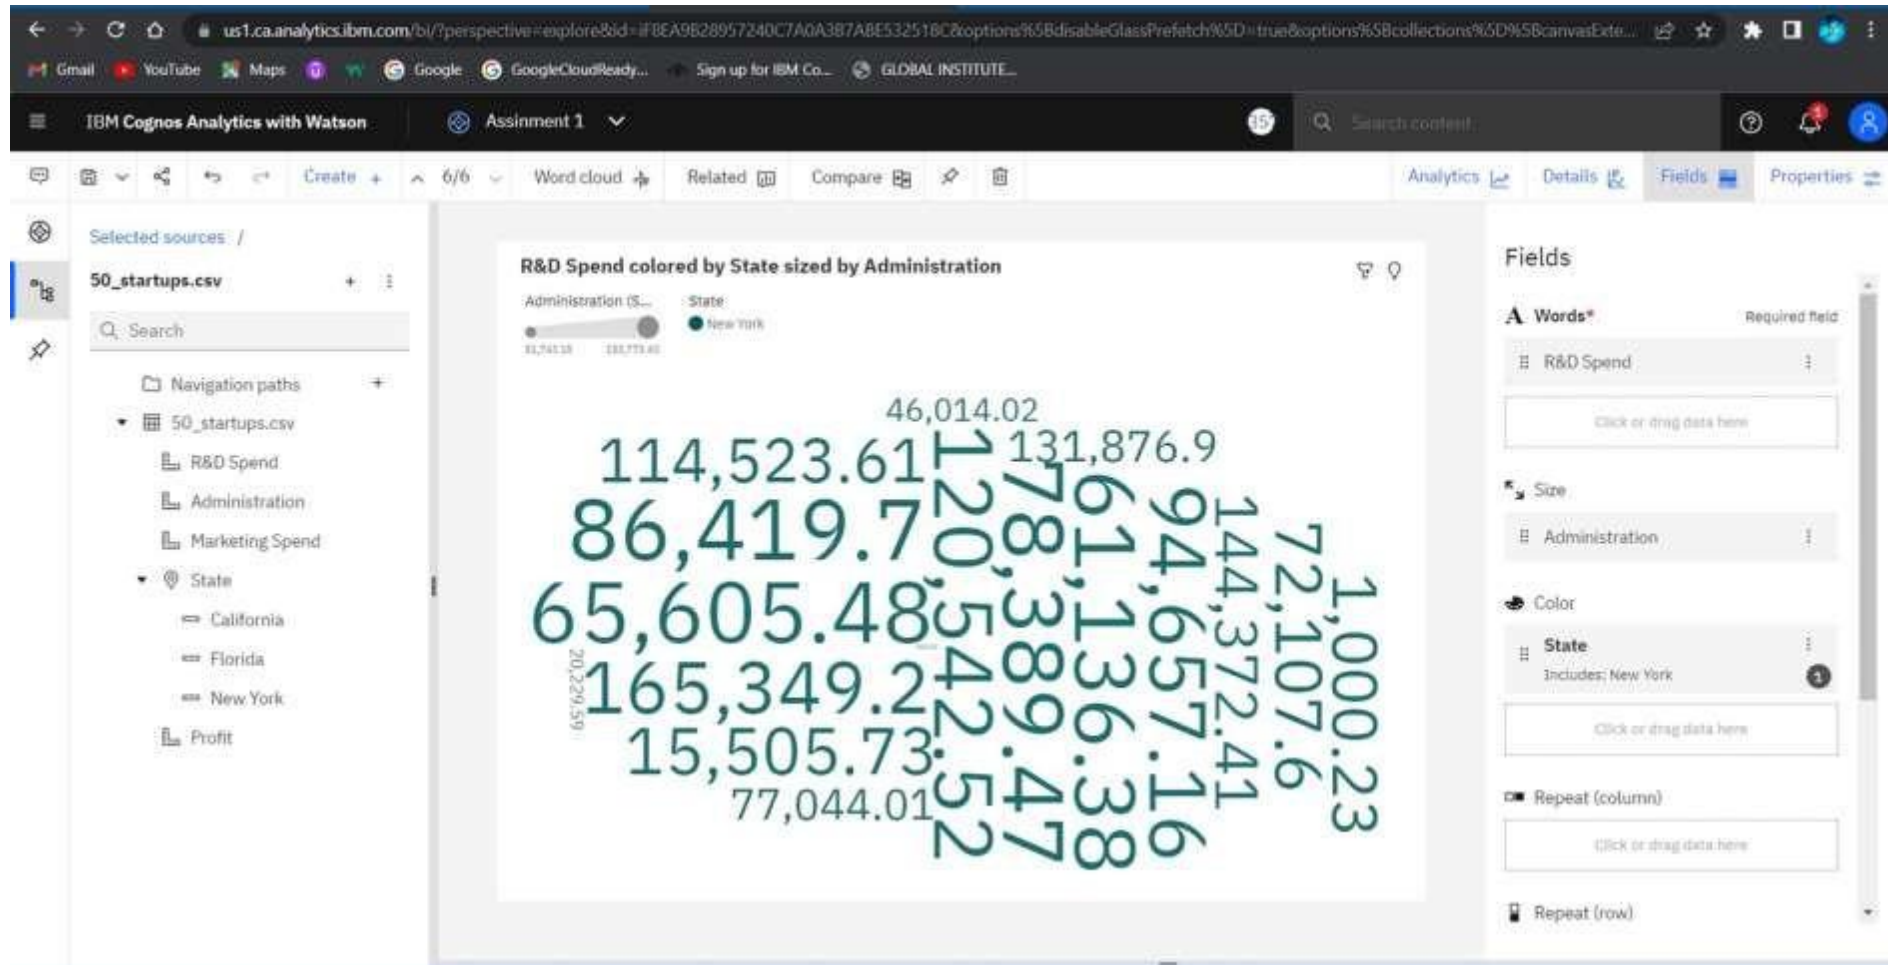 us1.ca.analytics.ibm.com/bi/?perspective=explore&id=iF8EA9B28957240C7A0A387ABE532518C&options%5BdisableGlassPrefetch%5D=true&options%5Bcollections%5D%5BcanvasExte...
Gmail YouTube Maps Google GoogleCloudReady... Sign up for IBM Co... GLOBAL INSTITUTE...
IBM Cognos Analytics with Watson Assinment 1 Search content
Create + 6/6 Word cloud Related Compare Analytics Details Fields Properties
Selected sources /
50_startups.csv
Search
Navigation paths
50_startups.csv
R&D Spend
Administration
Marketing Spend
State
California
Florida
New York
Profit
R&D Spend colored by State sized by Administration
Administration (S... State
New York
46,014.02
114,523.61
131,876.9
86,419.7
65,605.48
165,349.2
15,505.73
77,044.01
20,229.59
120,542.52
78,389.47
61,136.38
94,657.16
144,372.41
72,107.6
1,000.23
Fields
Words* Required field
R&D Spend
Click or drag data here
Size
Administration
Color
State
Includes: New York
1
Click or drag data here
Repeat (column)
Click or drag data here
Repeat (row)